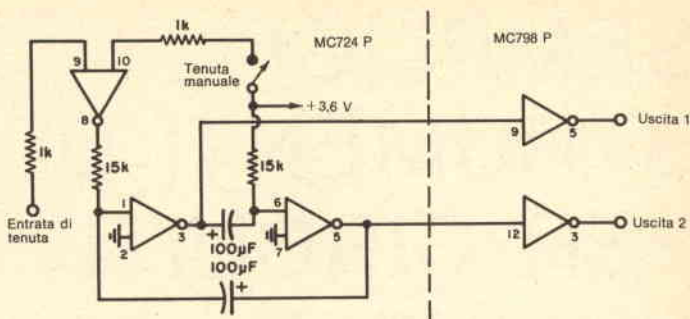 1k
MC724 P
MC798 P
9
10
Tenuta
manuale
+3,6 V
8
9
5
Uscita 1
1k
15k
15k
Entrata di
tenuta
1
2
3
+
100µF
100µF
+
6
7
5
12
3
Uscita 2